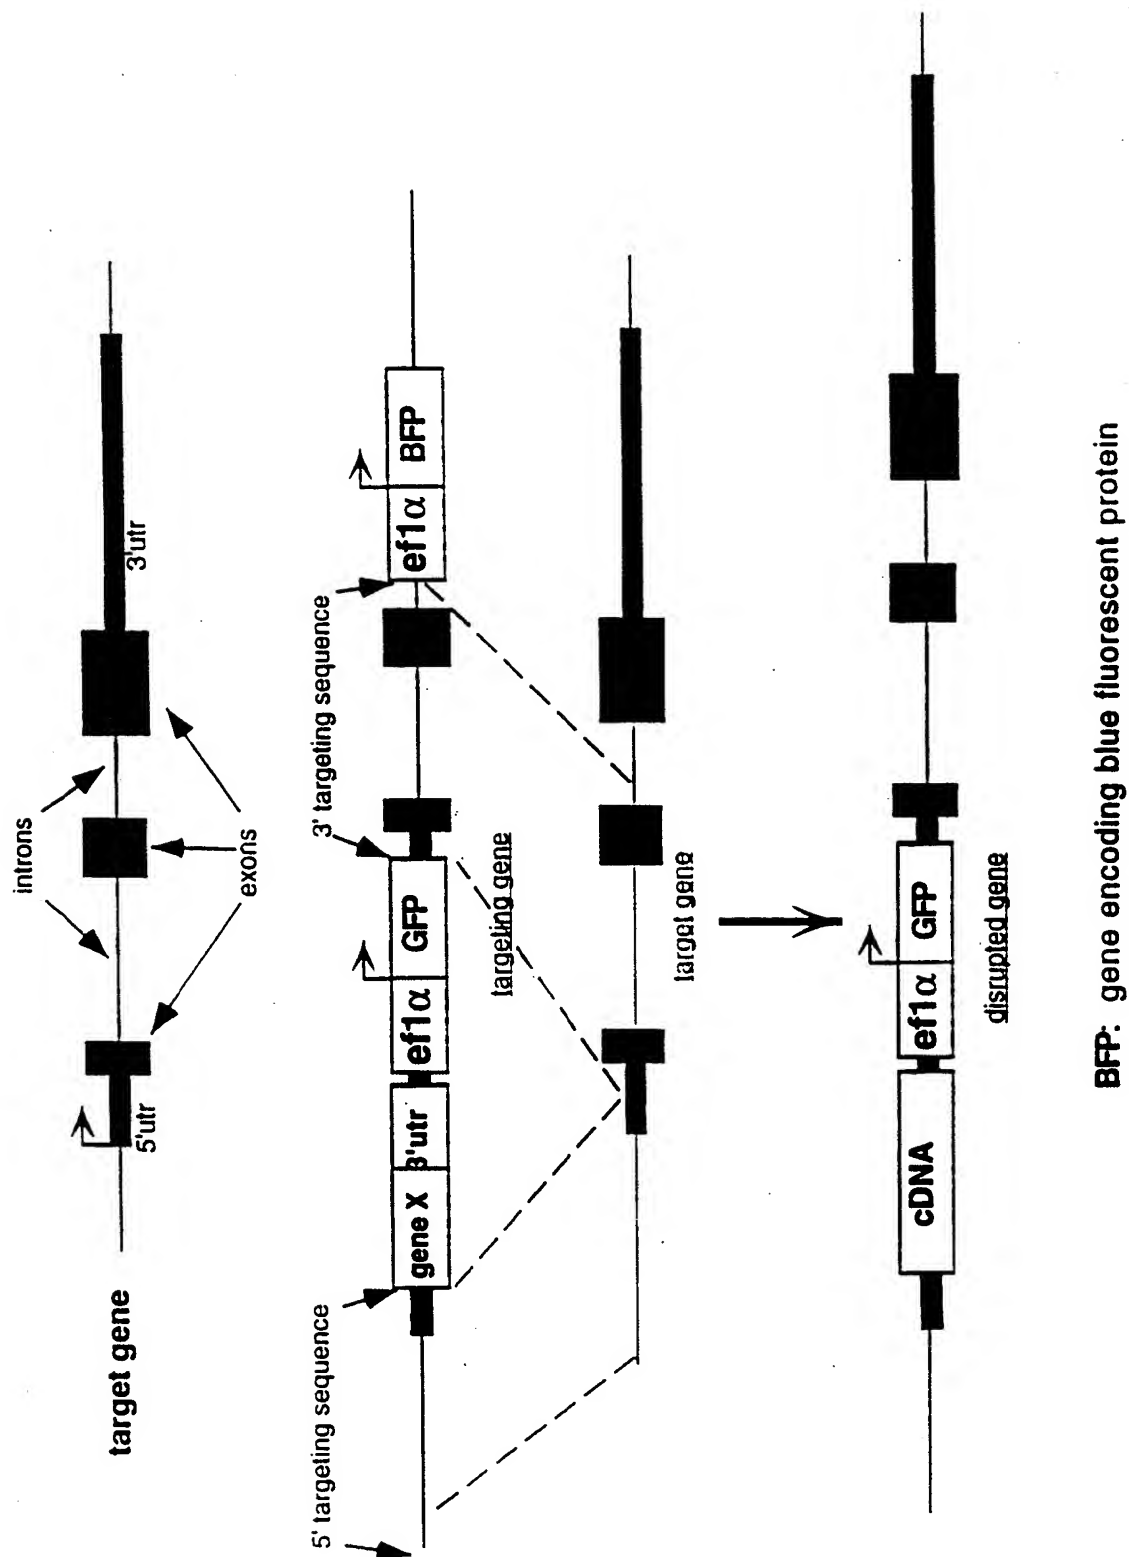 target gene
introns
5'utr
3'utr
exons
5' targeting sequence
3' targeting sequence
gene X
3'utr
ef1α
GFP
ef1α
BFP
targeting gene
target gene
cDNA
ef1α
GFP
disrupted gene
BFP: gene encoding blue fluorescent protein